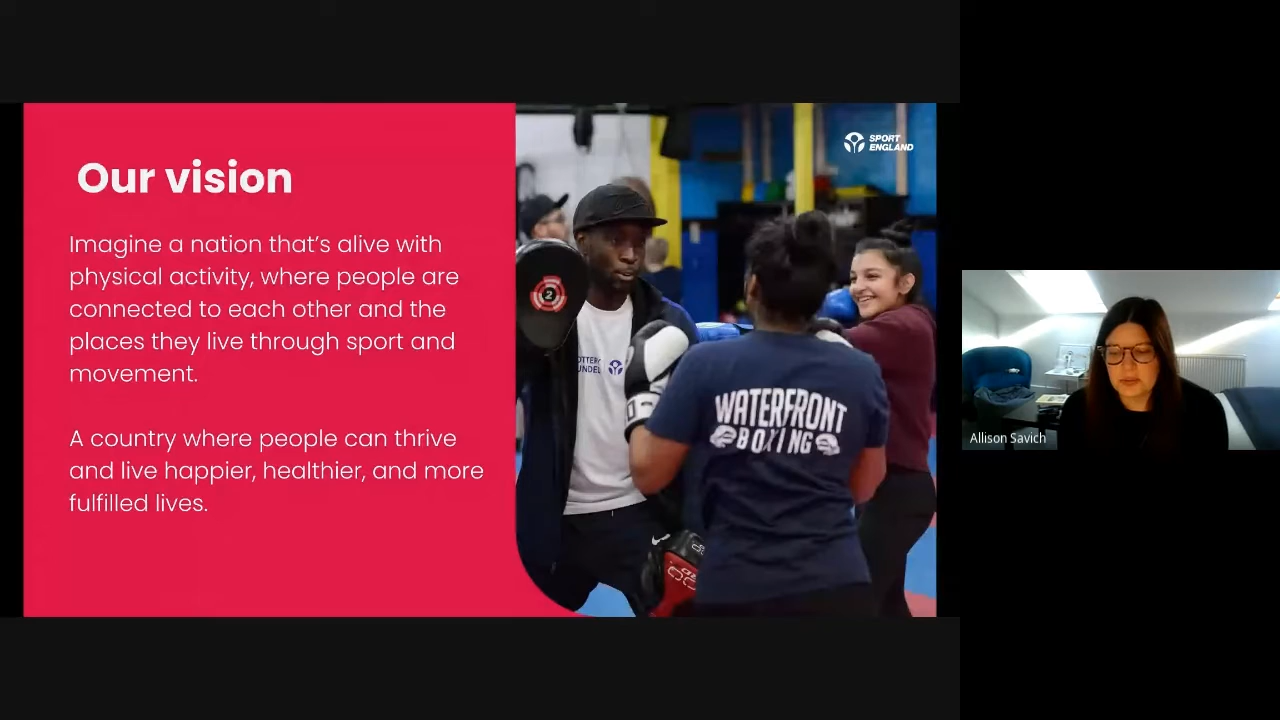 Our vision
Imagine a nation that’s alive with
physical activity, where people are
connected to each other and the
places they live through sport and
movement.
A country where people can thrive
and live happier, healthier, and more
fulfilled lives.
SPORT
ENGLAND
2
WATERFRONT
BOXING
Allison Savich